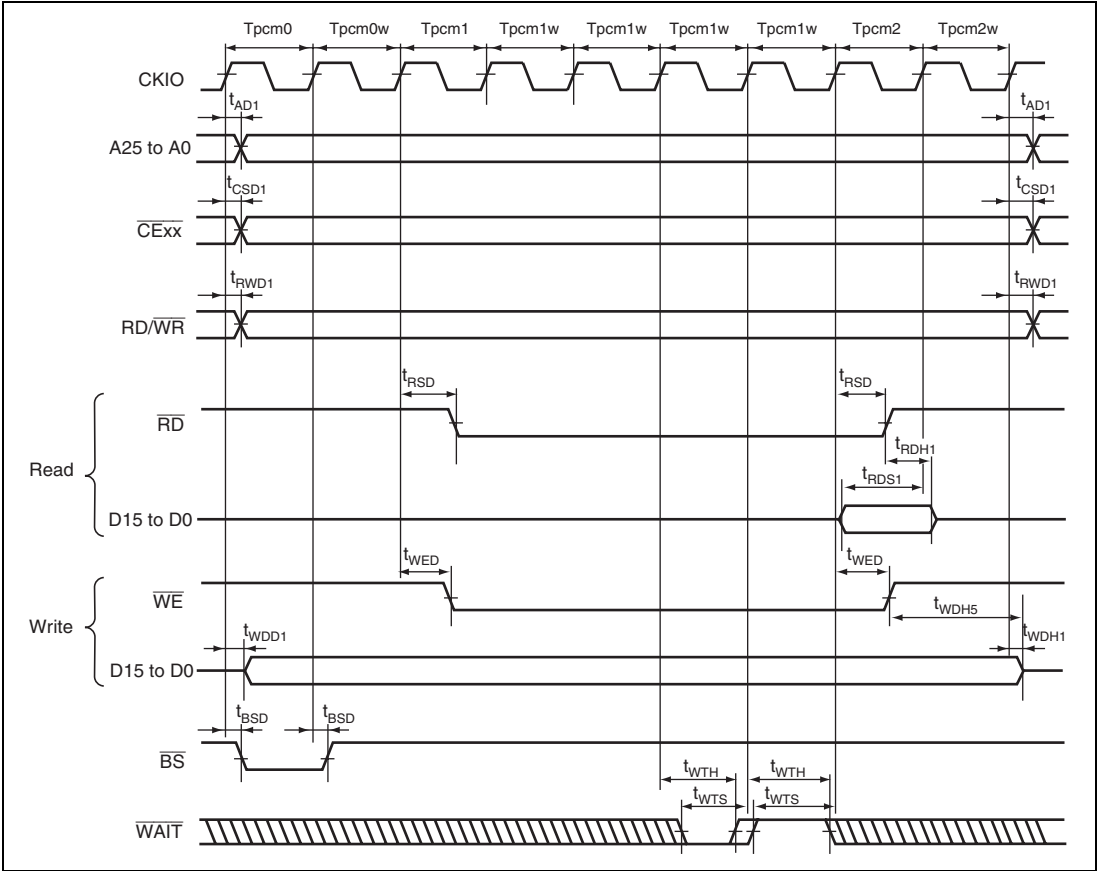 Tpcm0 Tpcm0w Tpcm1 Tpcm1w Tpcm1w Tpcm1w Tpcm1w Tpcm2 Tpcm2w
CKIO
tAD1 tAD1
A25 to A0
tCSD1 tCSD1
CExx
tRWD1 tRWD1
RD/WR
tRSD tRSD
RD
tRDH1
Read
tRDS1
D15 to D0
tWED tWED
WE
tWDH5
Write
tWDD1 tWDH1
D15 to D0
tBSD tBSD
BS
tWTH tWTH
tWTS tWTS
WAIT